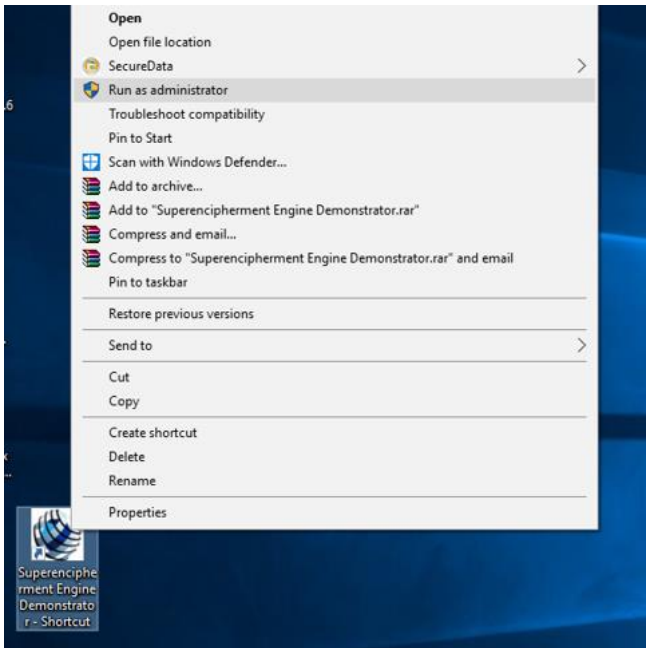 Open
Open file location
SecureData
Run as administrator
.6
Troubleshoot compatibility
Pin to Start
Scan with Windows Defender...
Add to archive...
Add to "Superencipherment Engine Demonstrator.rar"
Compress and email...
Compress to "Superencipherment Engine Demonstrator.rar" and email
Pin to taskbar
Restore previous versions
Send to
Cut
Copy
Create shortcut
Delete
Rename
Properties
Superenciphe
rment Engine
Demonstrato
r - Shortcut